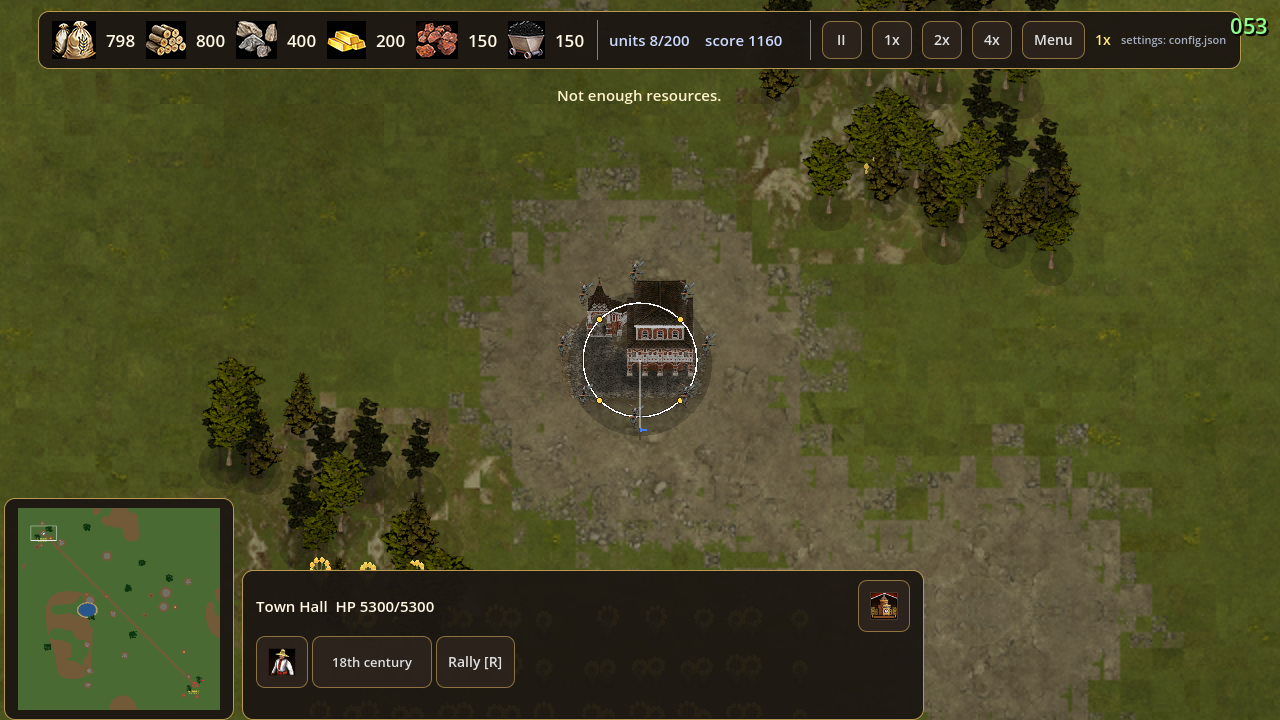 798 800 400 200 150 150 units 8/200 score 1160 II 1x 2x 4x Menu 1x settings: config.json 053
Not enough resources.
Town Hall HP 5300/5300
18th century Rally [R]